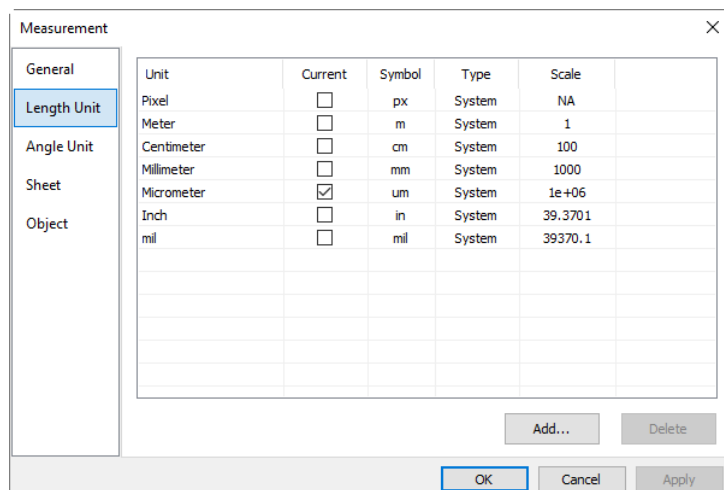 Measurement
General
Length Unit
Angle Unit
Sheet
Object
Unit Current Symbol Type Scale
Pixel px System NA
Meter m System 1
Centimeter cm System 100
Millimeter mm System 1000
Micrometer um System 1e+06
Inch in System 39.3701
mil mil System 39370.1
Add... Delete
OK Cancel Apply